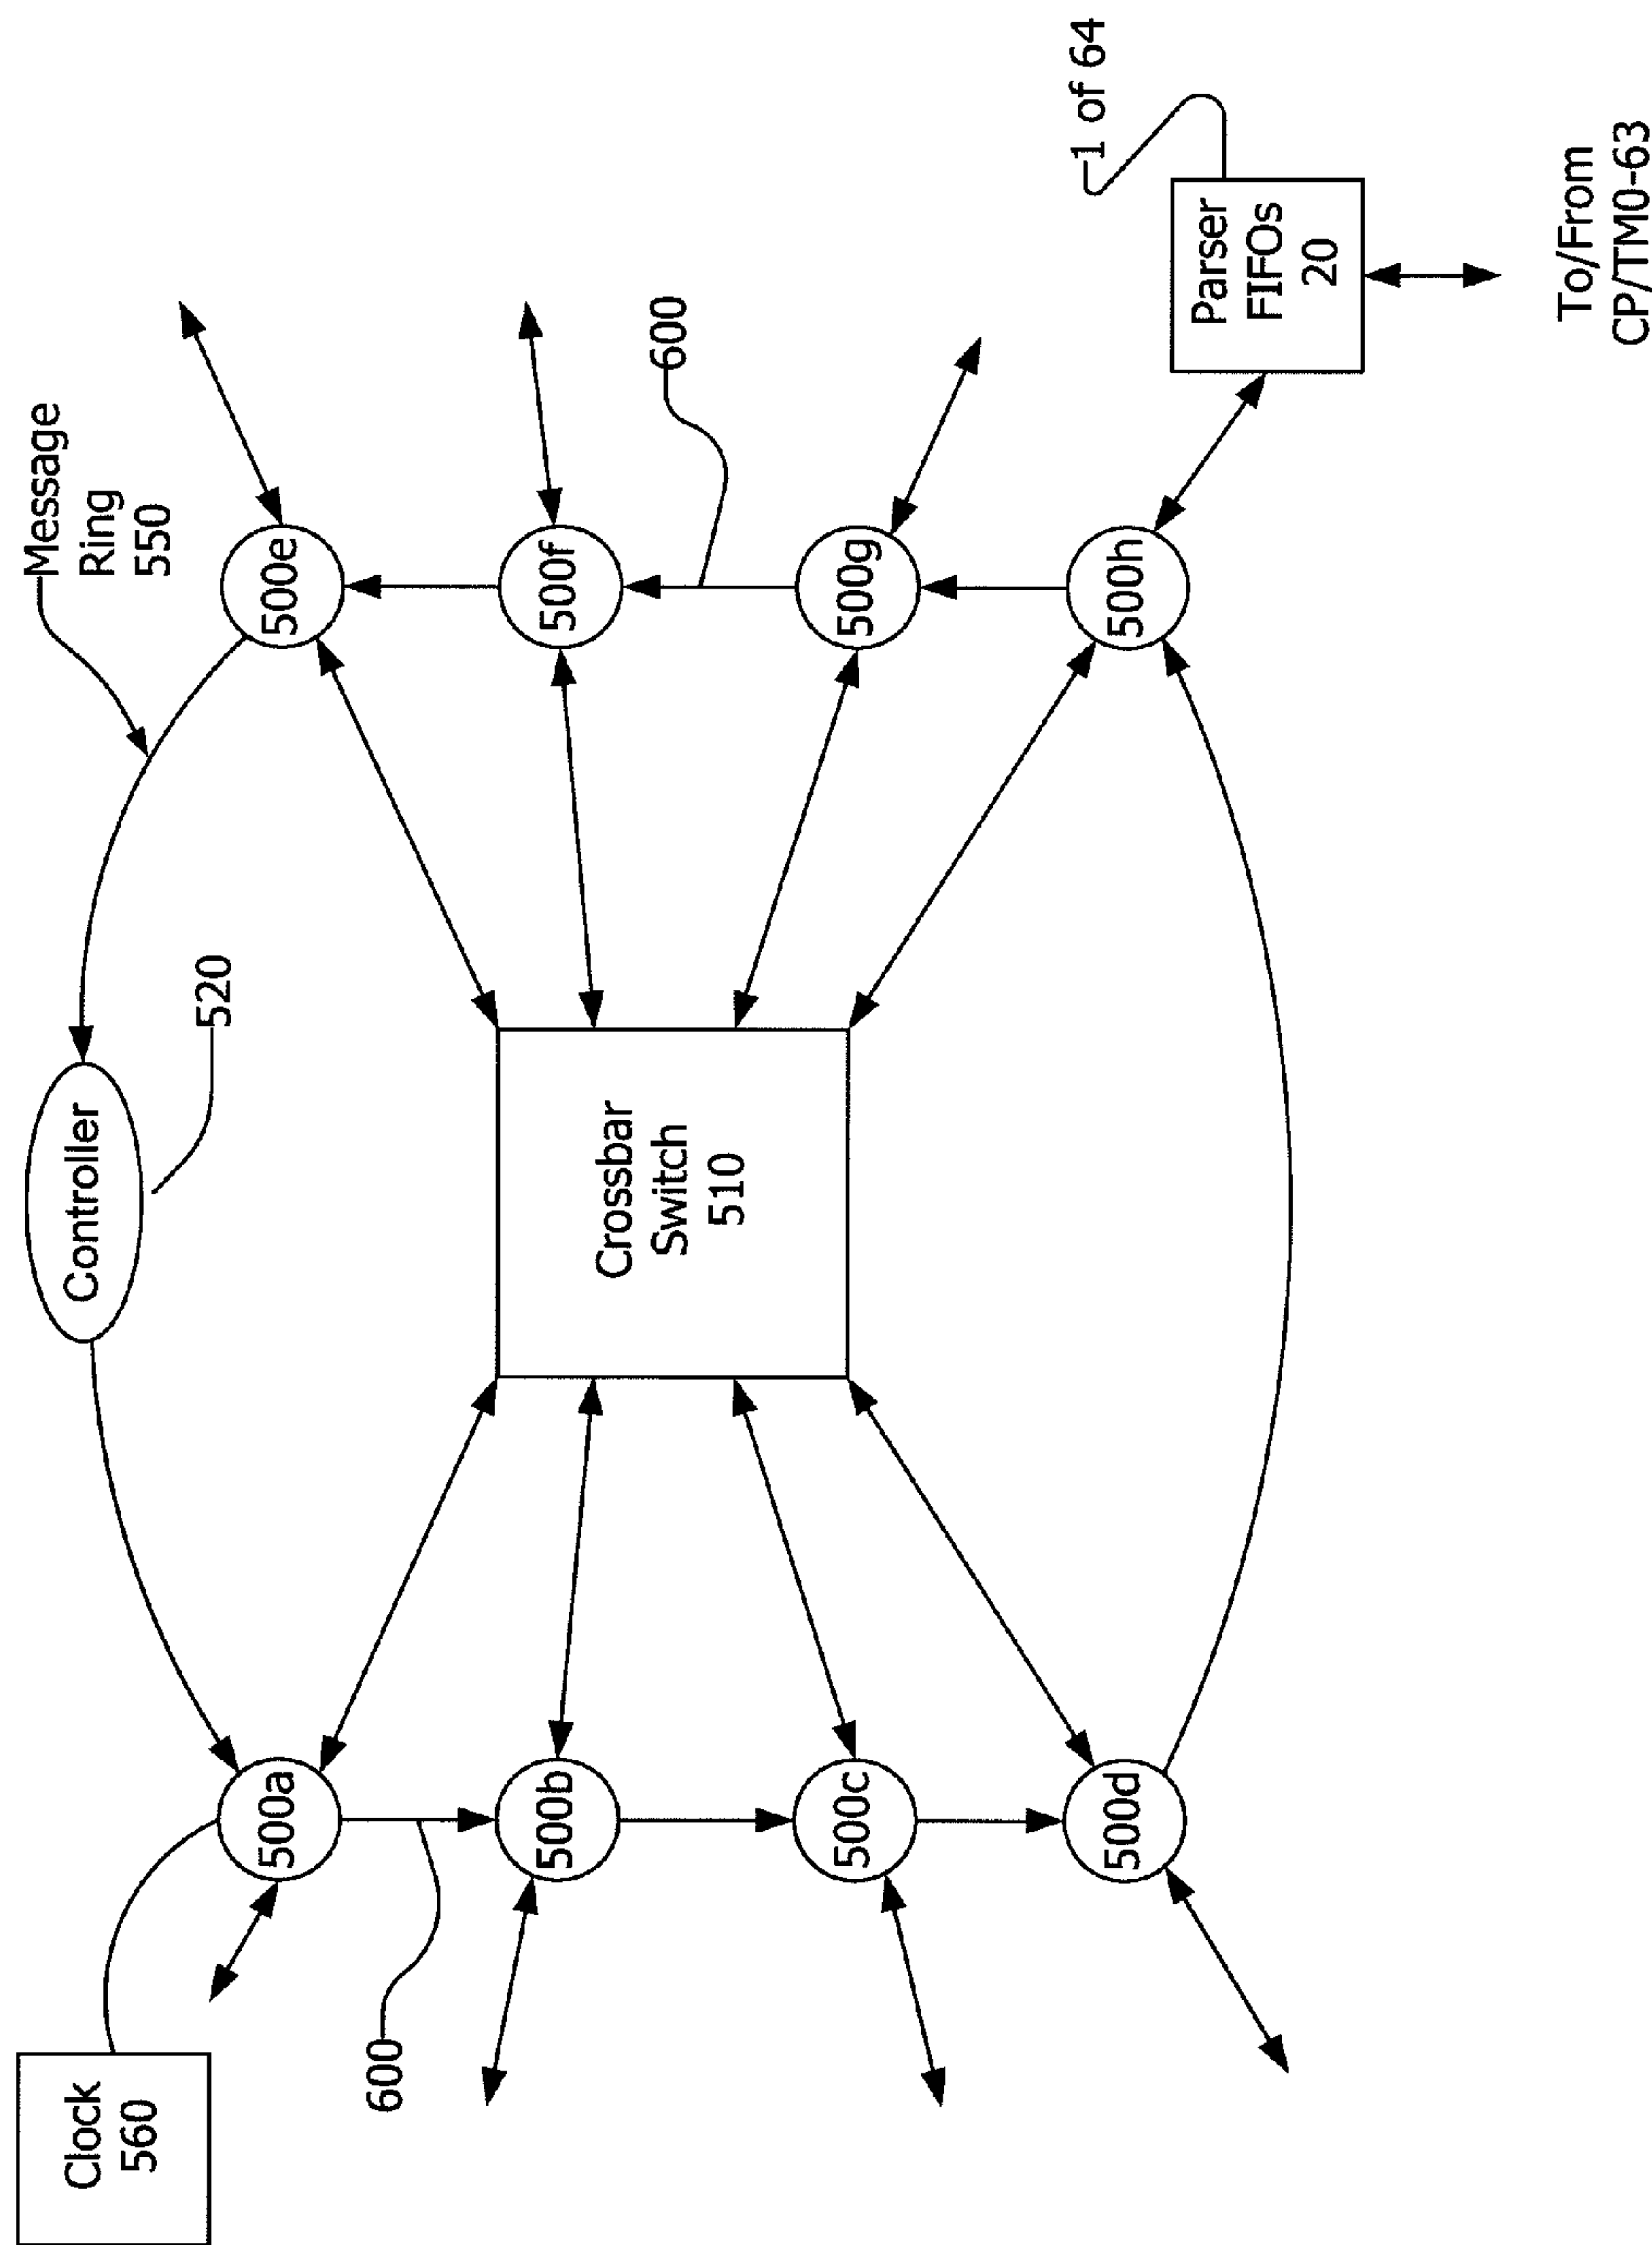 Clock
560
Controller
520
Message
Ring
550
500a
500e
600
500b
Crossbar
Switch
510
500f
600
500c
500g
500d
500h
Parser
FIFOs
20
1 of 64
To/From
CP/TM0-63